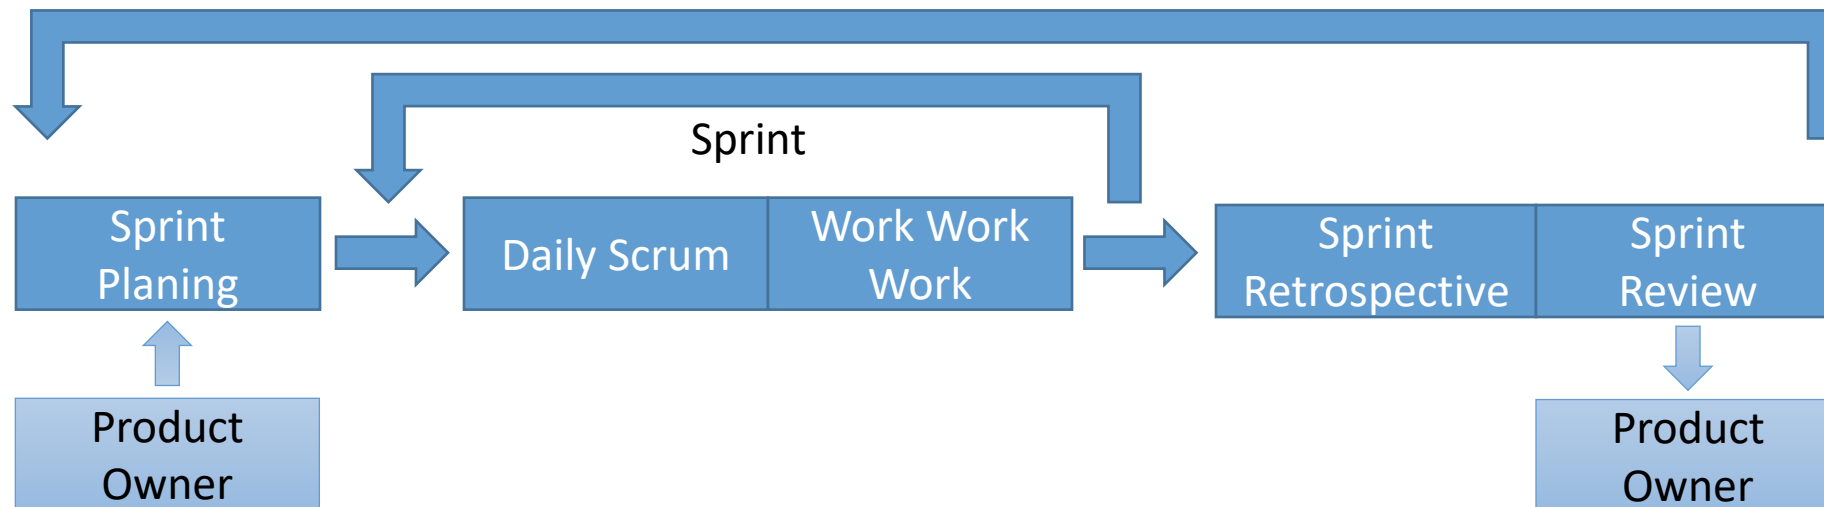 Sprint
Sprint
Planing
Daily Scrum
Work Work
Work
Sprint
Retrospective
Sprint
Review
Product
Owner
Product
Owner